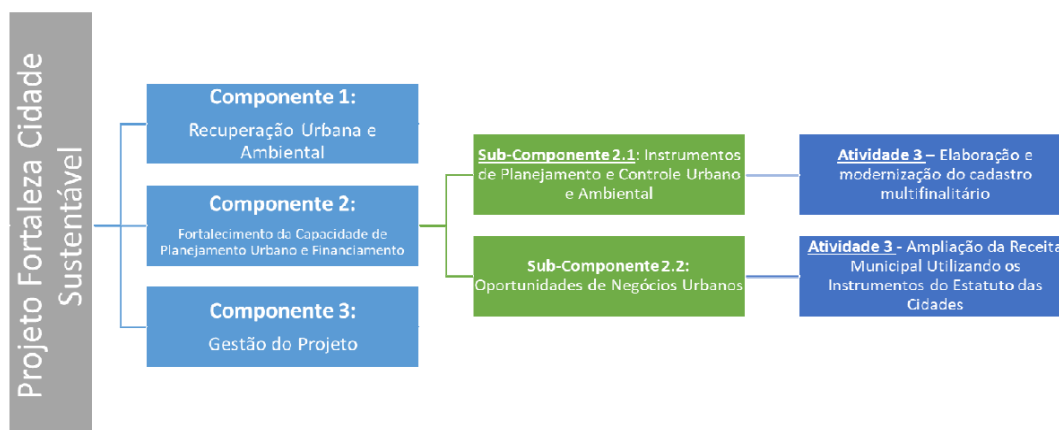 Projeto Fortaleza Cidade
Sustentável
Componente 1:
Recuperação Urbana e
Ambiental
Componente 2:
Fortalecimento da Capacidade de
Planejamento Urbano e Financiamento
Componente 3:
Gestão do Projeto
Sub-Componente 2.1: Instrumentos
de Planejamento e Controle Urbano
e Ambiental
Sub-Componente 2.2:
Oportunidades de Negócios Urbanos
Atividade 3 – Elaboração e
modernização do cadastro
multifinalitário
Atividade 3 - Ampliação da Receita
Municipal Utilizando os
Instrumentos do Estatuto das
Cidades